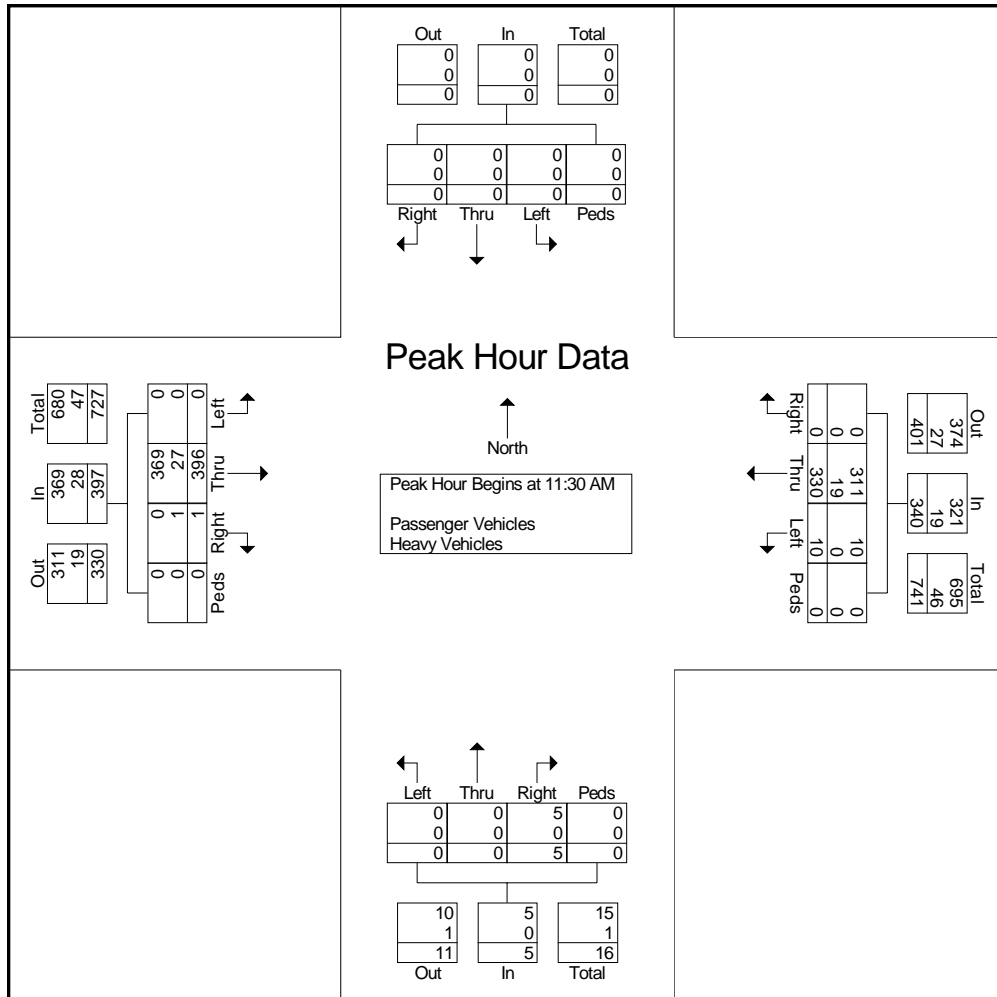 Out In Total
0 0 0
0 0 0
0 0 0
0 0 0 0
0 0 0 0
0 0 0 0
Right Thru Left Peds
Peak Hour Data
North
Peak Hour Begins at 11:30 AM
Passenger Vehicles
Heavy Vehicles
Total In Out
680 369 311
47 28 19
727 397 330
Left Thru Right Peds
0 369 0 0
0 27 1 0
0 396 1 0
Right Thru Left Peds
0 311 10 0
0 19 0 0
0 330 10 0
Out In Total
374 321 695
27 19 46
401 340 741
Left Thru Right Peds
0 0 5 0
0 0 0 0
0 0 5 0
10 5 15
1 0 1
11 5 16
Out In Total